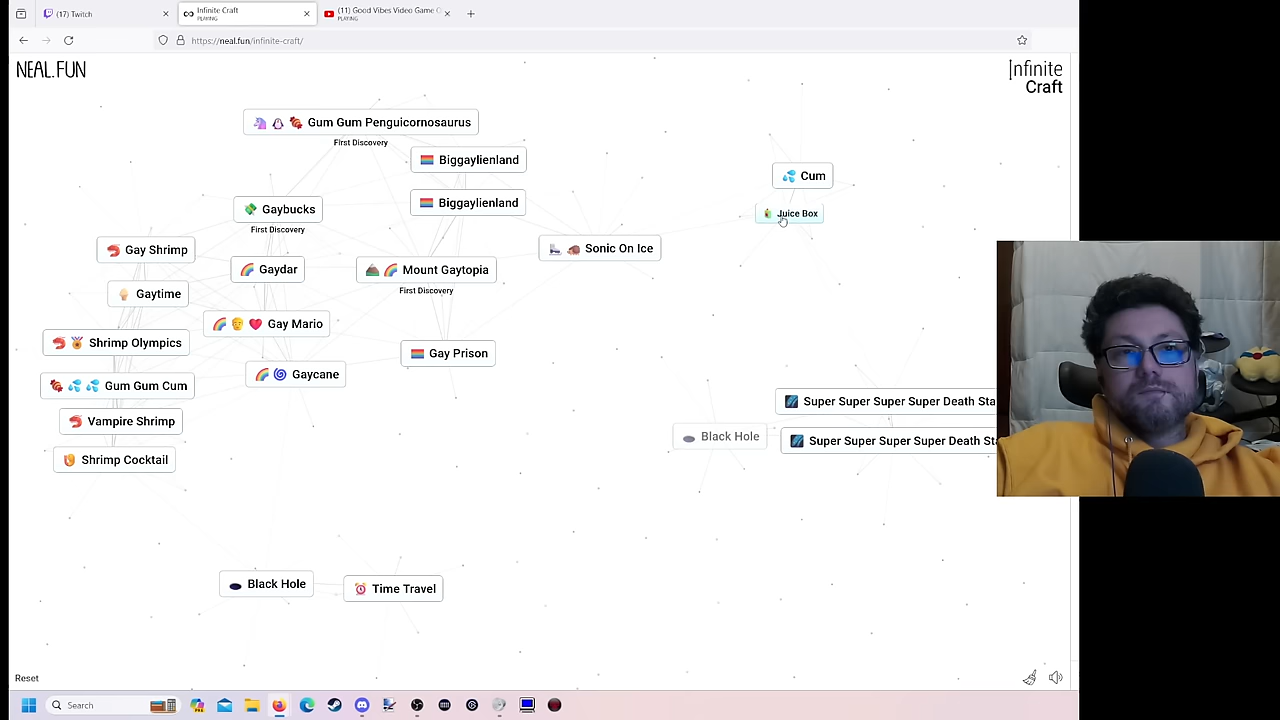 (17) Twitch
Infinite Craft
PLAYING
(11) Good Vibes Video Game
PLAYING
https://neal.fun/infinite-craft/
NEAL.FUN
Infinite
Craft
Gum Gum Penguicornosaurus
First Discovery
Biggaylienland
Cum
Gaybucks
First Discovery
Biggaylienland
Juice Box
Gay Shrimp
Gaydar
Mount Gaytopia
First Discovery
Sonic On Ice
Gaytime
Gay Mario
Shrimp Olympics
Gay Prison
Gum Gum Cum
Gaycane
Super Super Super Super Death Sta
Vampire Shrimp
Black Hole
Super Super Super Super Death Sta
Shrimp Cocktail
Black Hole
Time Travel
Reset
Search